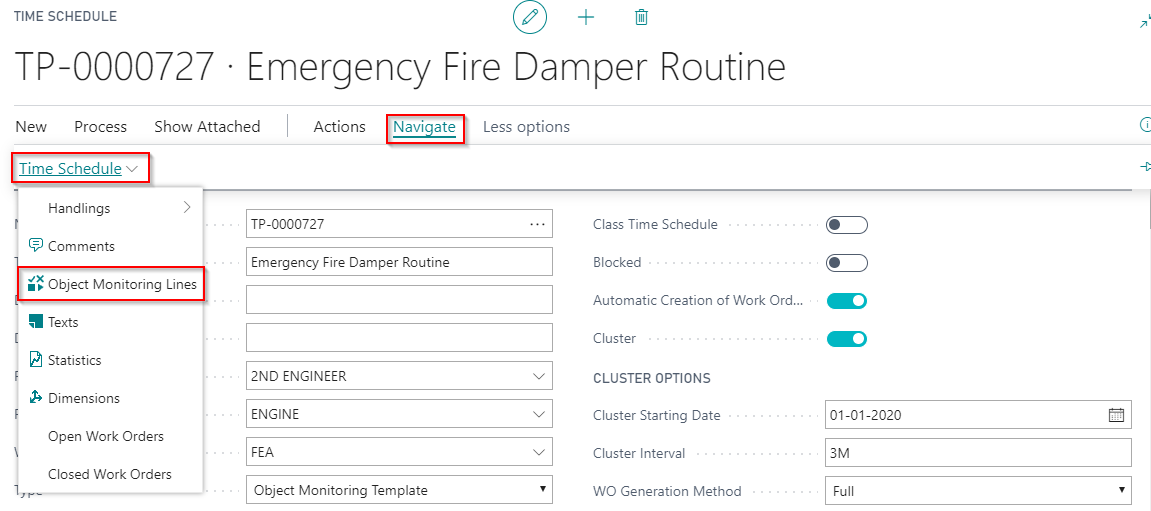 TIME SCHEDULE
TP-0000727 · Emergency Fire Damper Routine
New Process Show Attached Actions Navigate Less options
Time Schedule
Handlings
Comments
Object Monitoring Lines
Texts
Statistics
Dimensions
Open Work Orders
Closed Work Orders
TP-0000727 ...
Emergency Fire Damper Routine
2ND ENGINEER
ENGINE
FEA
Type Object Monitoring Template
Class Time Schedule
Blocked
Automatic Creation of Work Ord...
Cluster
CLUSTER OPTIONS
Cluster Starting Date 01-01-2020
Cluster Interval 3M
WO Generation Method Full